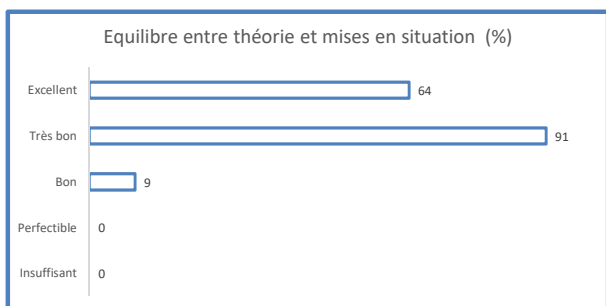 Equilibre entre théorie et mises en situation (%)
Excellent 64
Très bon 91
Bon 9
Perfectible 0
Insuffisant 0